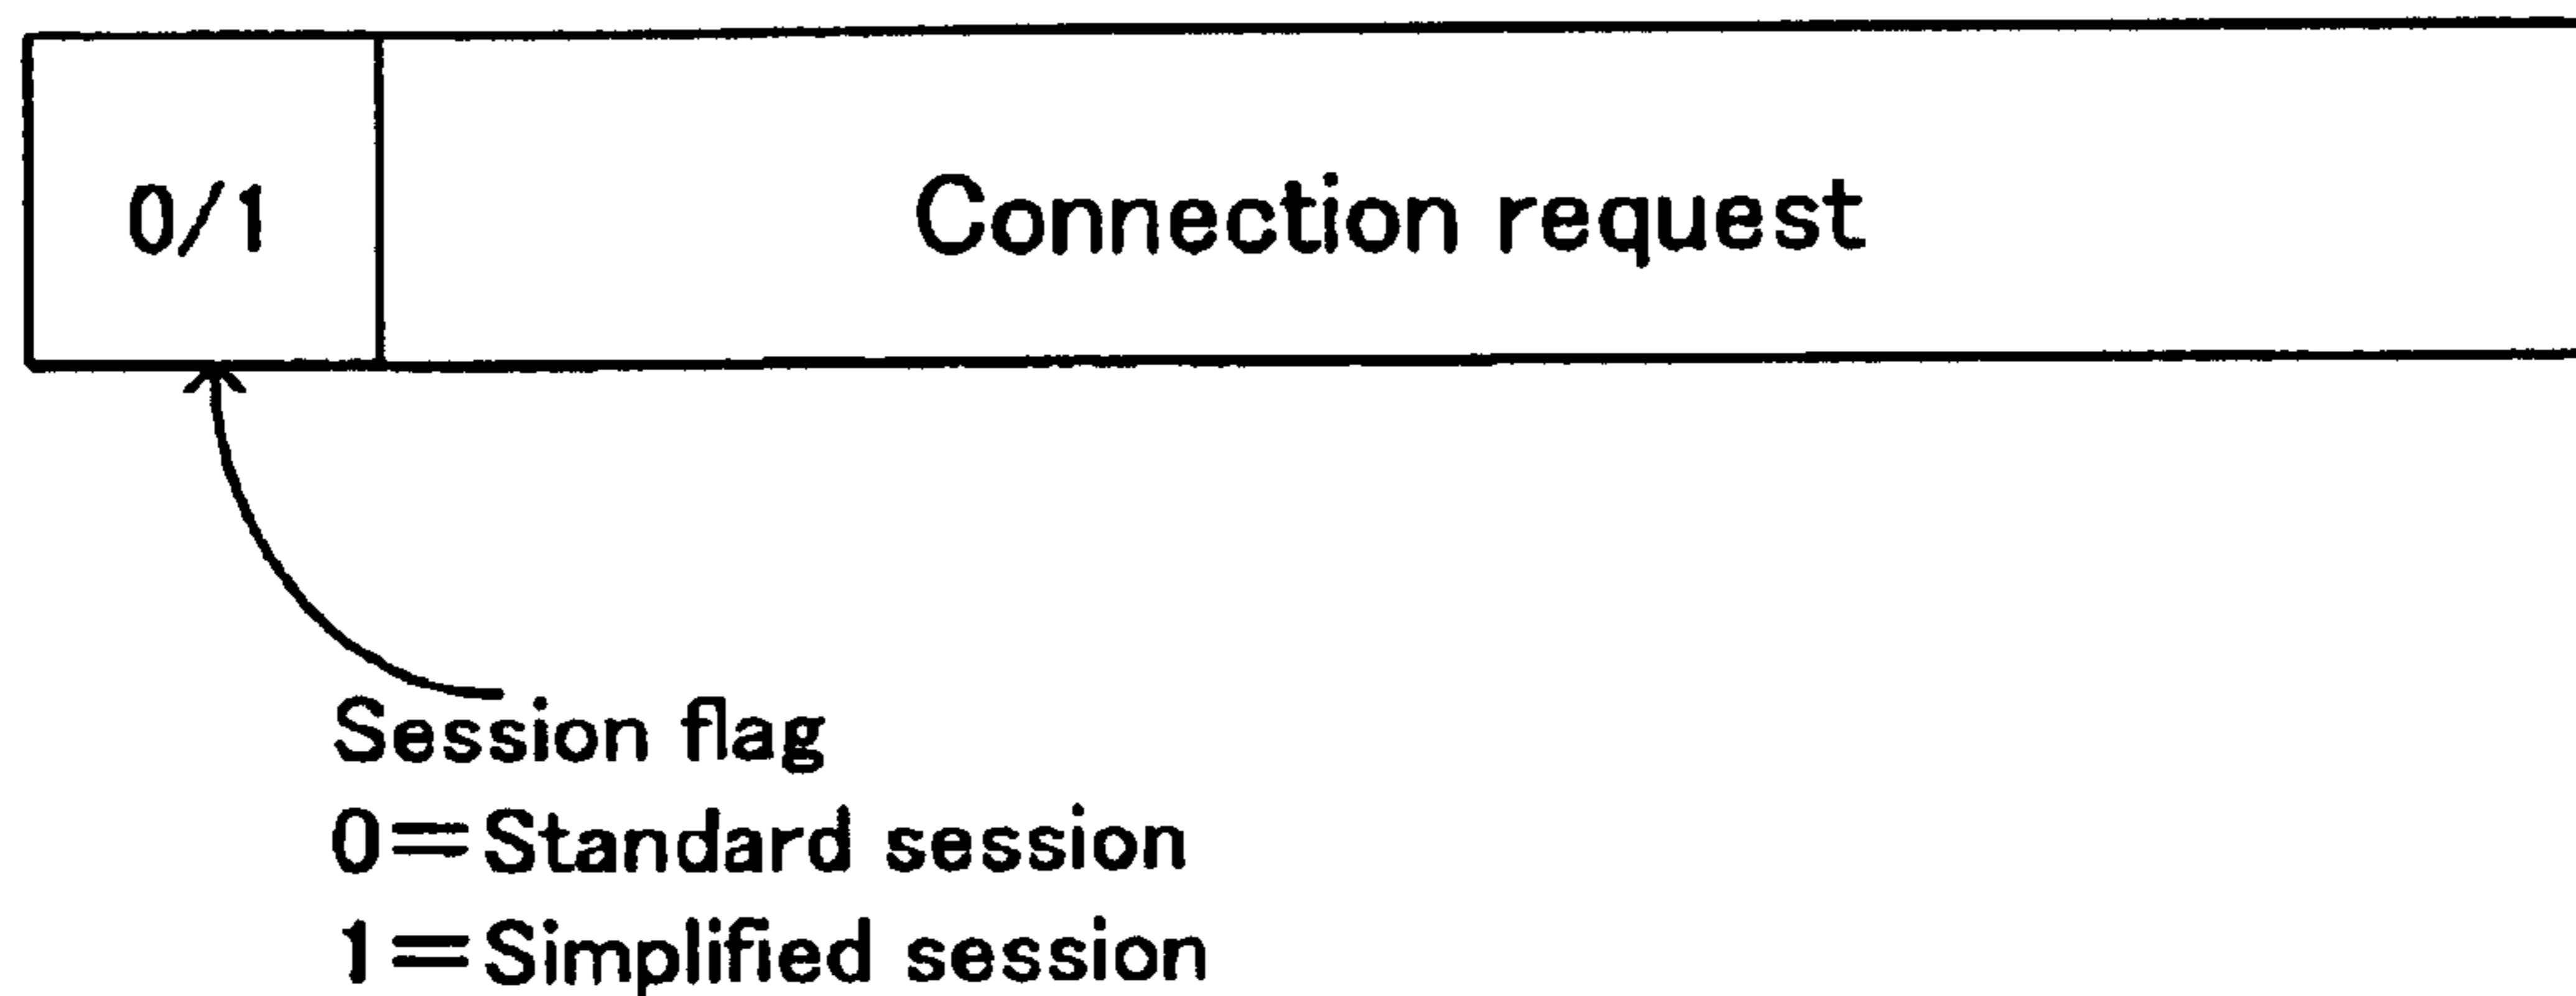 0/1
Connection request
Session flag
0=Standard session
1=Simplified session